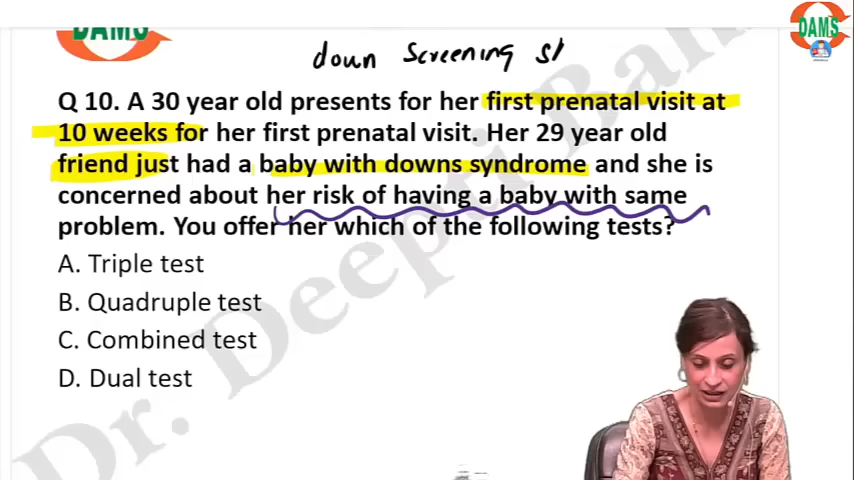 DAMS
DAMS
down Screening sl
Q 10. A 30 year old presents for her first prenatal visit at
10 weeks for her first prenatal visit. Her 29 year old
friend just had a baby with downs syndrome and she is
concerned about her risk of having a baby with same
problem. You offer her which of the following tests?
A. Triple test
B. Quadruple test
C. Combined test
D. Dual test
Dr. Deepti Bah